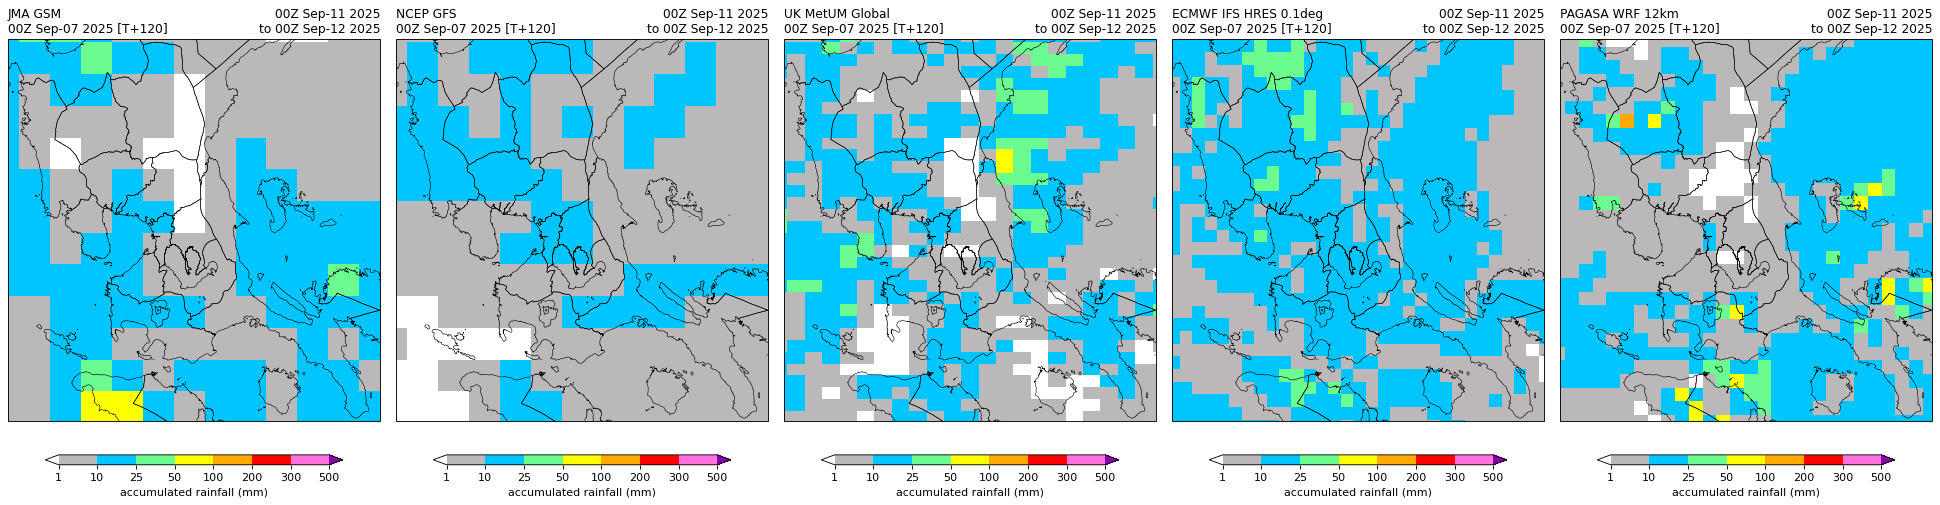 JMA GSM 00Z Sep-11 2025
00Z Sep-07 2025 [T+120] to 00Z Sep-12 2025
NCEP GFS 00Z Sep-11 2025
00Z Sep-07 2025 [T+120] to 00Z Sep-12 2025
UK MetUM Global 00Z Sep-11 2025
00Z Sep-07 2025 [T+120] to 00Z Sep-12 2025
ECMWF IFS HRES 0.1deg 00Z Sep-11 2025
00Z Sep-07 2025 [T+120] to 00Z Sep-12 2025
PAGASA WRF 12km 00Z Sep-11 2025
00Z Sep-07 2025 [T+120] to 00Z Sep-12 2025
1 10 25 50 100 200 300 500
accumulated rainfall (mm)
1 10 25 50 100 200 300 500
accumulated rainfall (mm)
1 10 25 50 100 200 300 500
accumulated rainfall (mm)
1 10 25 50 100 200 300 500
accumulated rainfall (mm)
1 10 25 50 100 200 300 500
accumulated rainfall (mm)